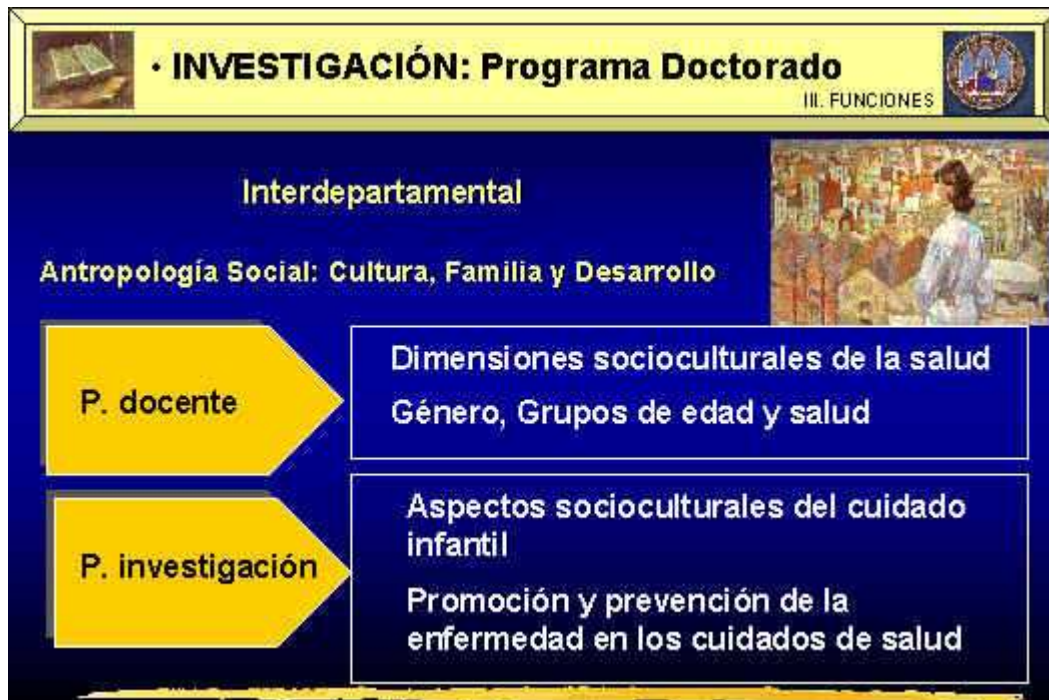 · INVESTIGACIÓN: Programa Doctorado
III. FUNCIONES
Interdepartamental
Antropología Social: Cultura, Familia y Desarrollo
P. docente
Dimensiones socioculturales de la salud
Género, Grupos de edad y salud
P. investigación
Aspectos socioculturales del cuidado
infantil
Promoción y prevención de la
enfermedad en los cuidados de salud